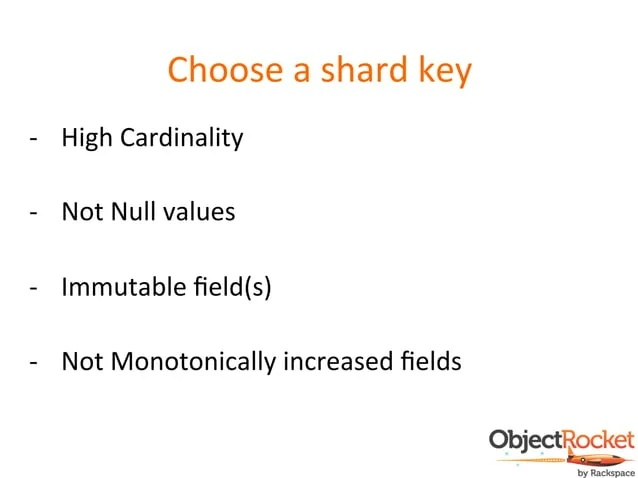 Choose a shard key
- High Cardinality
- Not Null values
- Immutable field(s)
- Not Monotonically increased fields
ObjectRocket
by Rackspace